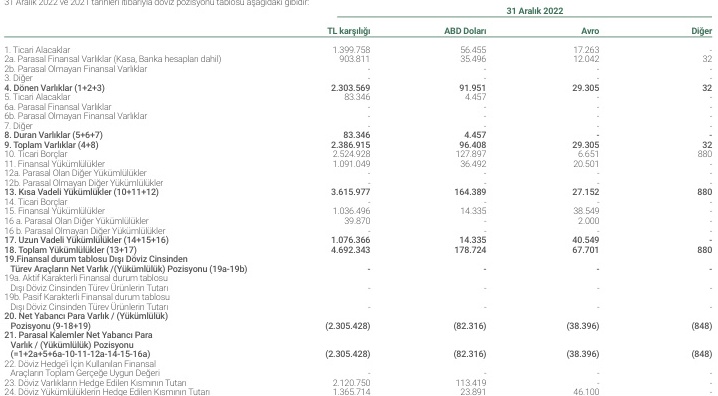 31 Aralık 2022 ve 2021 tarihleri itibarıyla döviz pozisyonu tablosu aşağıdaki gibidir:
31 Aralık 2022
TL karşılığı ABD Doları Avro Diğer
1. Ticari Alacaklar 1.399.758 56.455 17.263 -
2a. Parasal Finansal Varlıklar (Kasa, Banka hesapları dahil) 903.811 35.496 12.042 32
2b. Parasal Olmayan Finansal Varlıklar - - - -
3. Diğer - - - -
4. Dönen Varlıklar (1+2+3) 2.303.569 91.951 29.305 32
5. Ticari Alacaklar 83.346 4.457 - -
6a. Parasal Finansal Varlıklar - - - -
6b. Parasal Olmayan Finansal Varlıklar - - - -
7. Diğer - - - -
8. Duran Varlıklar (5+6+7) 83.346 4.457 - -
9. Toplam Varlıklar (4+8) 2.386.915 96.408 29.305 32
10. Ticari Borçlar 2.524.928 127.897 6.651 880
11. Finansal Yükümlülükler 1.091.049 36.492 20.501 -
12a. Parasal Olan Diğer Yükümlülükler - - - -
12b. Parasal Olmayan Diğer Yükümlülükler - - - -
13. Kısa Vadeli Yükümlülükler (10+11+12) 3.615.977 164.389 27.152 880
14. Ticari Borçlar - - - -
15. Finansal Yükümlülükler 1.036.496 14.335 38.549 -
16 a. Parasal Olan Diğer Yükümlülükler 39.870 - 2.000 -
16 b. Parasal Olmayan Diğer Yükümlülükler - - - -
17. Uzun Vadeli Yükümlülükler (14+15+16) 1.076.366 14.335 40.549 -
18. Toplam Yükümlülükler (13+17) 4.692.343 178.724 67.701 880
19.Finansal durum tablosu Dışı Döviz Cinsinden
Türev Araçların Net Varlık /(Yükümlülük) Pozisyonu (19a-19b) - - - -
19a. Aktif Karakterli Finansal durum tablosu
Dışı Döviz Cinsinden Türev Ürünlerin Tutarı - - - -
19b. Pasif Karakterli Finansal durum tablosu
Dışı Döviz Cinsinden Türev Ürünlerin Tutarı - - - -
20. Net Yabancı Para Varlık / (Yükümlülük)
Pozisyonu (9-18+19) (2.305.428) (82.316) (38.396) (848)
21. Parasal Kalemler Net Yabancı Para
Varlık / (Yükümlülük) Pozisyonu
(=1+2a+5+6a-10-11-12a-14-15-16a) (2.305.428) (82.316) (38.396) (848)
22. Döviz Hedge'i İçin Kullanılan Finansal
Araçların Toplam Gerçeğe Uygun Değeri - - - -
23. Döviz Varlıkların Hedge Edilen Kısmının Tutarı 2.120.750 113.419 - -
24. Döviz Yükümlülüklerin Hedge Edilen Kısmının Tutarı 1.365.714 23.891 46.100 -